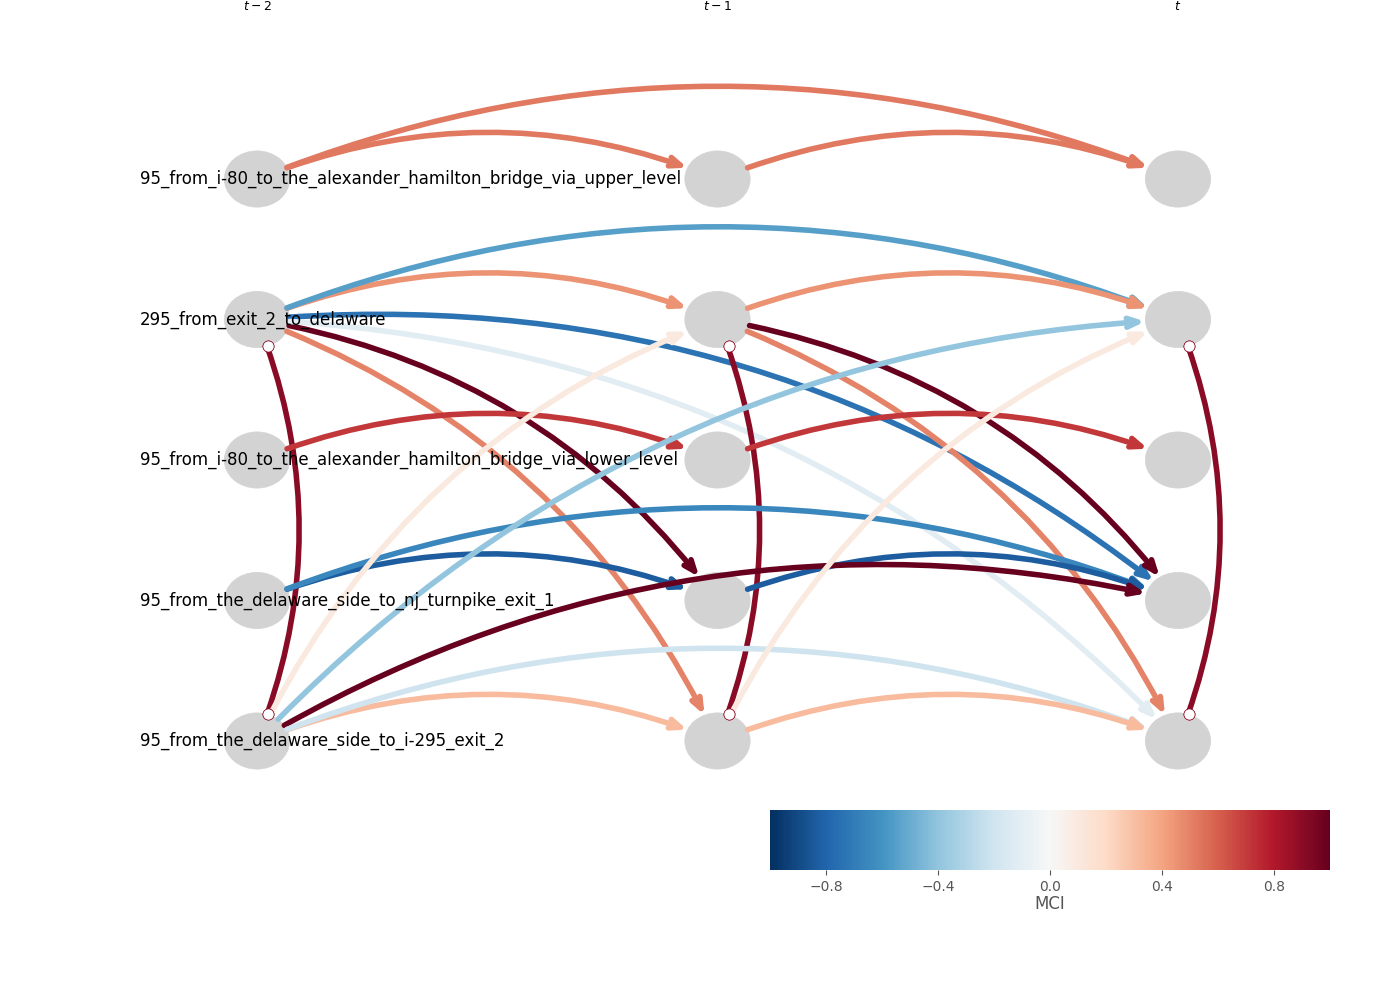 t − 2 t − 1 t
95_from_i-80_to_the_alexander_hamilton_bridge_via_upper_level
295_from_exit_2_to_delaware
95_from_i-80_to_the_alexander_hamilton_bridge_via_lower_level
95_from_the_delaware_side_to_nj_turnpike_exit_1
95_from_the_delaware_side_to_i-295_exit_2
−0.8 −0.4 0.0 0.4 0.8
MCI